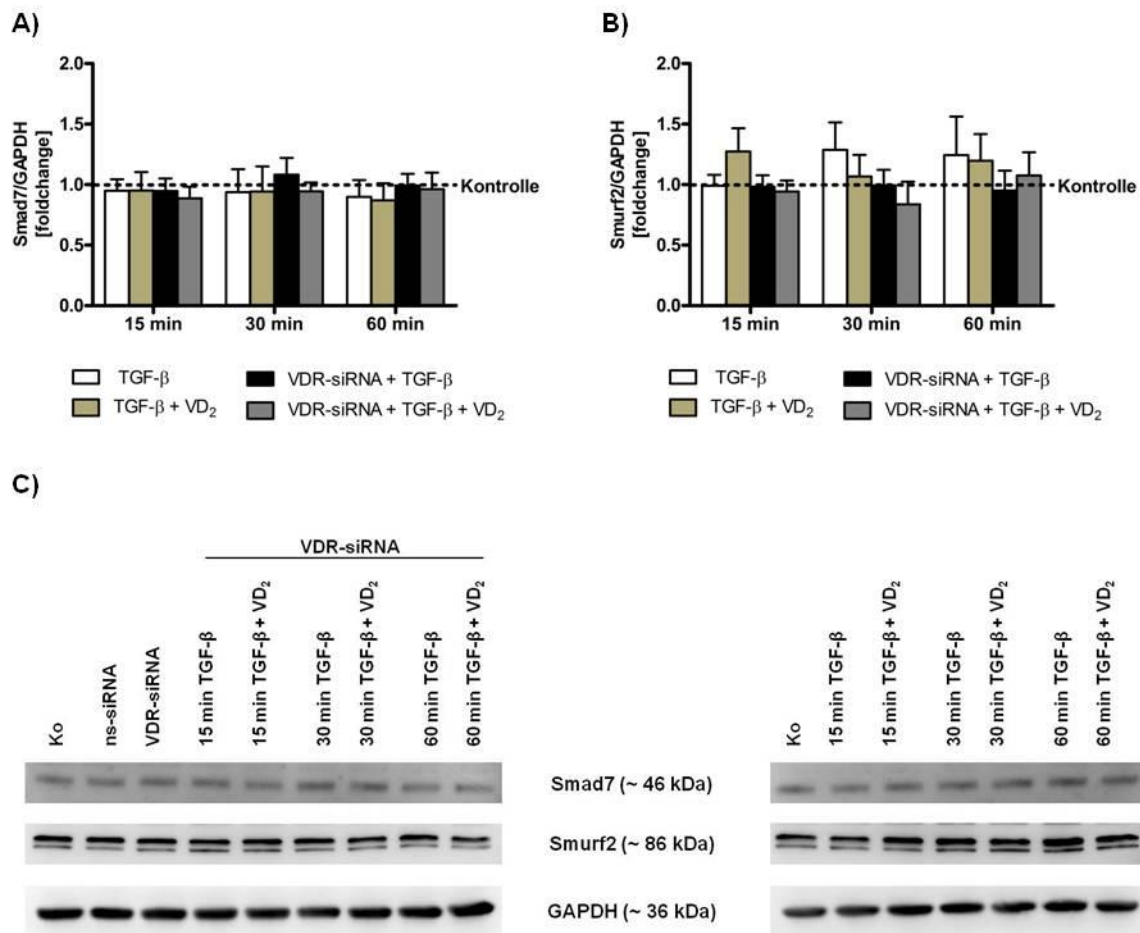 A)
Smad7/GAPDH
[foldchange]
2.0
1.5
1.0
0.5
0.0
Kontrolle
15 min 30 min 60 min
TGF-β
TGF-β + VD₂
VDR-siRNA + TGF-β
VDR-siRNA + TGF-β + VD₂
B)
Smurf2/GAPDH
[foldchange]
2.0
1.5
1.0
0.5
0.0
Kontrolle
15 min 30 min 60 min
TGF-β
TGF-β + VD₂
VDR-siRNA + TGF-β
VDR-siRNA + TGF-β + VD₂
C)
VDR-siRNA
Ko
ns-siRNA
VDR-siRNA
15 min TGF-β
15 min TGF-β + VD₂
30 min TGF-β
30 min TGF-β + VD₂
60 min TGF-β
60 min TGF-β + VD₂
Ko
15 min TGF-β
15 min TGF-β + VD₂
30 min TGF-β
30 min TGF-β + VD₂
60 min TGF-β
60 min TGF-β + VD₂
Smad7 (~ 46 kDa)
Smurf2 (~ 86 kDa)
GAPDH (~ 36 kDa)